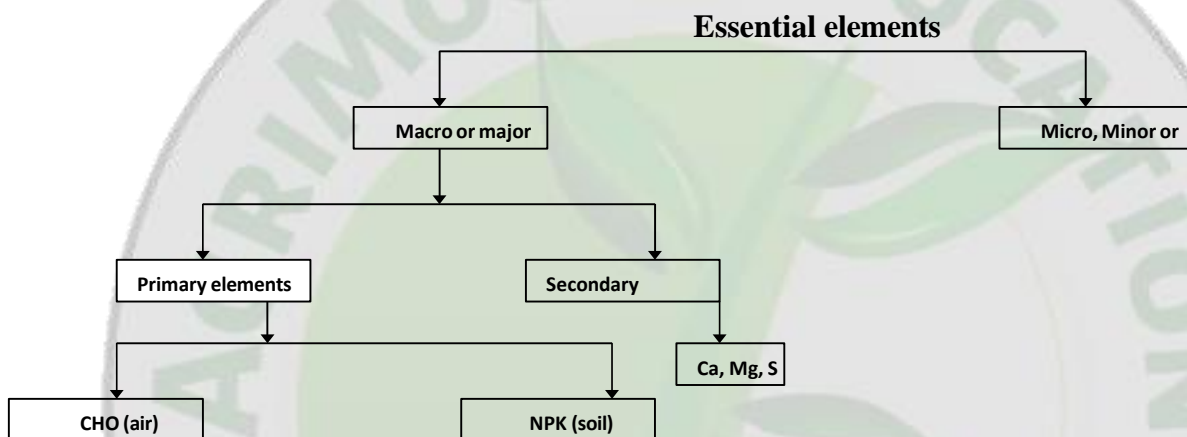 Essential elements
Macro or major
Micro, Minor or
Primary elements
Secondary
Ca, Mg, S
CHO (air)
NPK (soil)